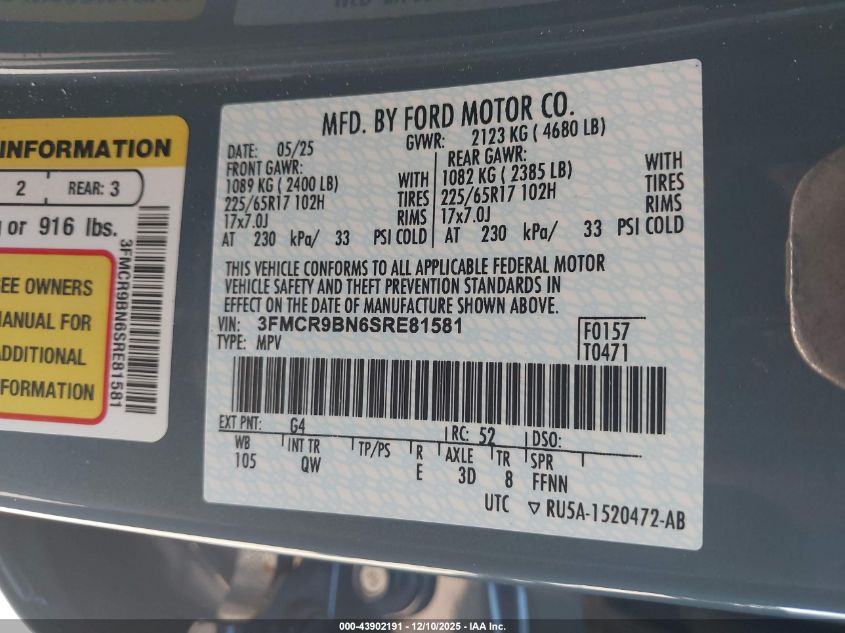 INFORMATION
2 REAR: 3
or 916 lbs.
SEE OWNERS
MANUAL FOR
ADDITIONAL
INFORMATION
3FMCR9BN6SRE81581
MFD. BY FORD MOTOR CO.
DATE: 05/25 GVWR: 2123 KG ( 4680 LB)
FRONT GAWR: REAR GAWR:
1089 KG ( 2400 LB) WITH 1082 KG ( 2385 LB) WITH
225/65R17 102H TIRES 225/65R17 102H TIRES
17x7.0J RIMS 17x7.0J RIMS
AT 230 kPa/ 33 PSI COLD AT 230 kPa/ 33 PSI COLD
THIS VEHICLE CONFORMS TO ALL APPLICABLE FEDERAL MOTOR
VEHICLE SAFETY AND THEFT PREVENTION STANDARDS IN
EFFECT ON THE DATE OF MANUFACTURE SHOWN ABOVE.
VIN: 3FMCR9BN6SRE81581 F0157
TYPE: MPV T0471
EXT PNT: G4 RC: 52 DSO:
WB INT TR TP/PS R AXLE TR SPR
105 QW E 3D 8 FFNN
UTC ▽ RU5A-1520472-AB
000-43902191 - 12/10/2025 - IAA Inc.